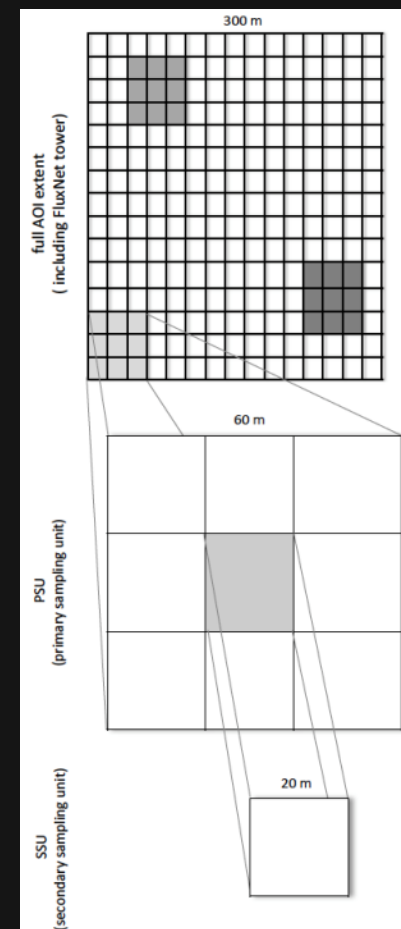 300 m
full AOI extent
( including FluxNet tower)
60 m
PSU
(primary sampling unit)
20 m
SSU
(secondary sampling unit)